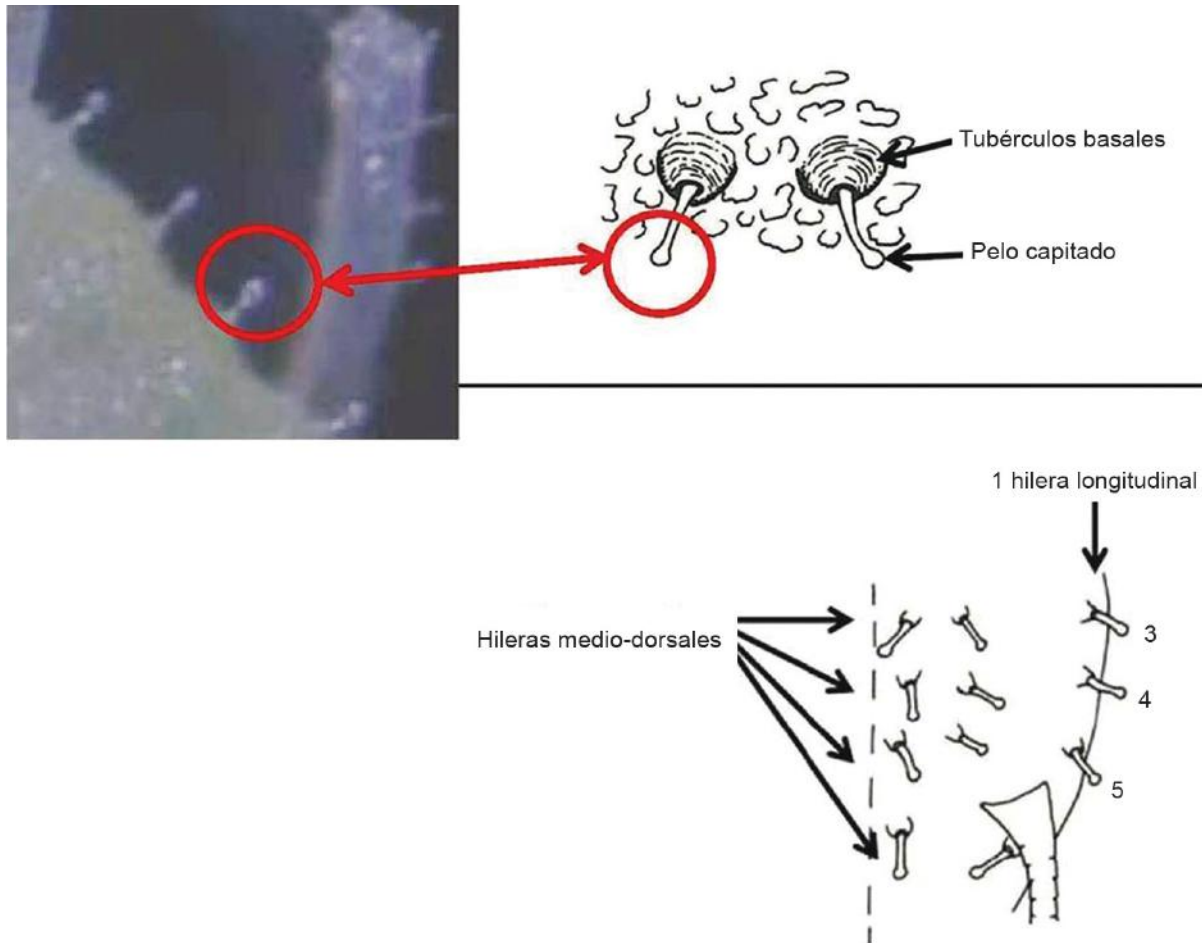 Tubérculos basales
Pelo capitado
1 hilera longitudinal
Hileras medio-dorsales
3
4
5